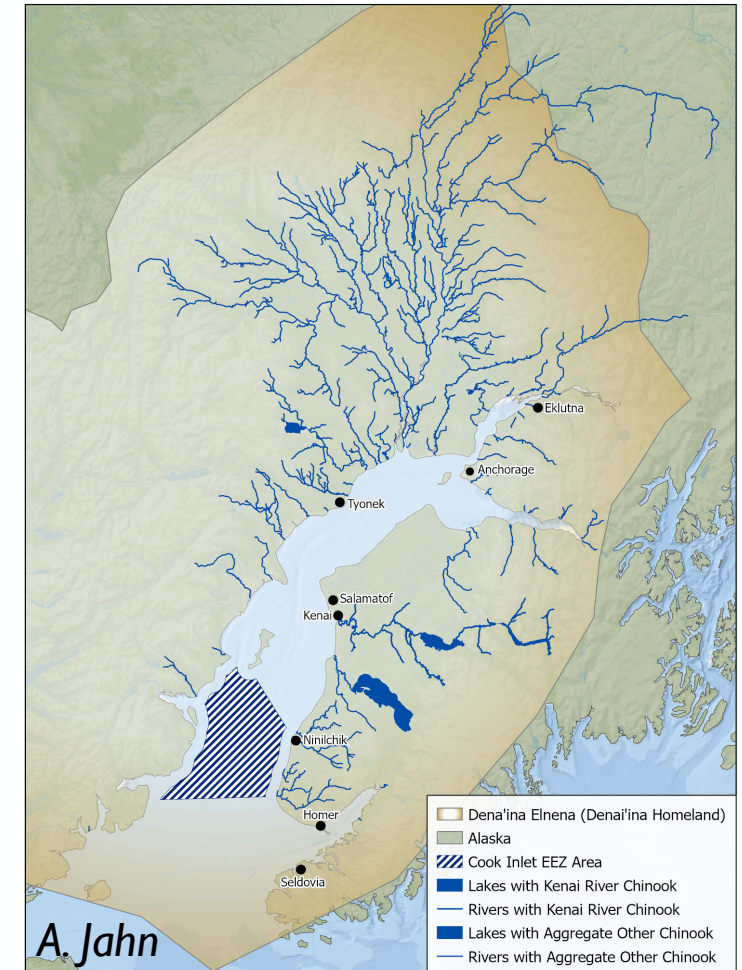 Eklutna
Anchorage
Tyonek
Salamatof
Kenai
Ninilchik
Homer
Seldovia
Dena'ina Elnena (Denai'ina Homeland)
Alaska
Cook Inlet EEZ Area
Lakes with Kenai River Chinook
Rivers with Kenai River Chinook
Lakes with Aggregate Other Chinook
Rivers with Aggregate Other Chinook
A. Jahn